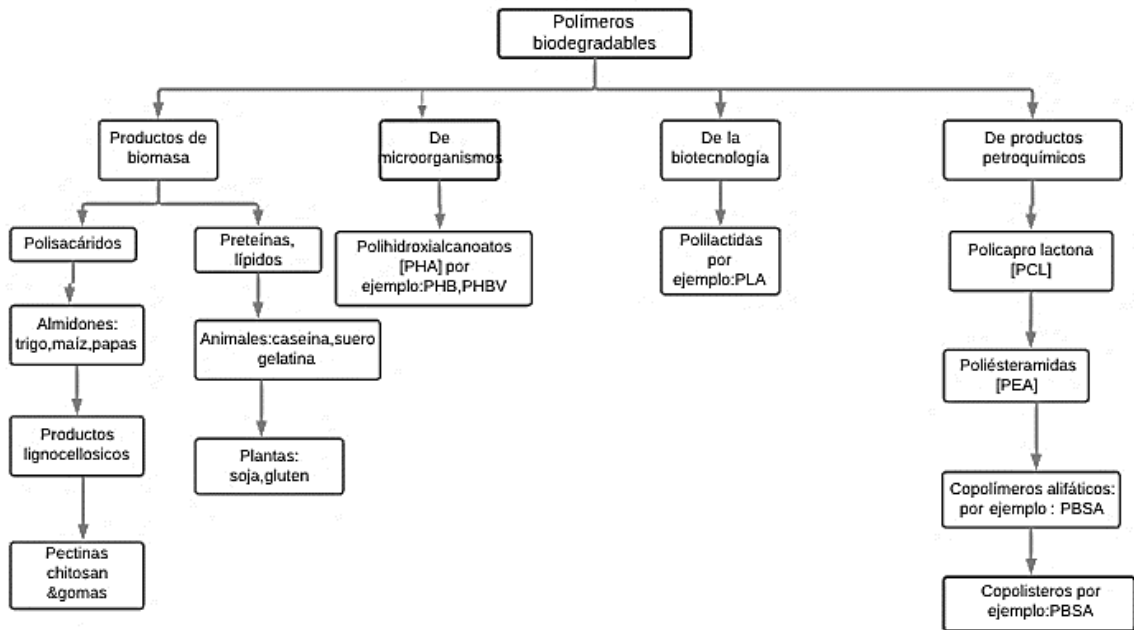 Polímeros
biodegradables
Productos de
biomasa
De
microorganismos
De la
biotecnología
De productos
petroquímicos
Polisacáridos
Preteínas,
lípidos
Polihidroxialcanoatos
[PHA] por
ejemplo:PHB,PHBV
Polilactidas
por
ejemplo:PLA
Policapro lactona
[PCL]
Almidones:
trigo,maíz,papas
Animales:caseína,suero
gelatina
Poliésteramidas
[PEA]
Productos
lignocellosicos
Plantas:
soja,gluten
Copolímeros alifáticos:
por ejemplo : PBSA
Pectinas
chitosan
&gomas
Copolisteros por
ejemplo:PBSA